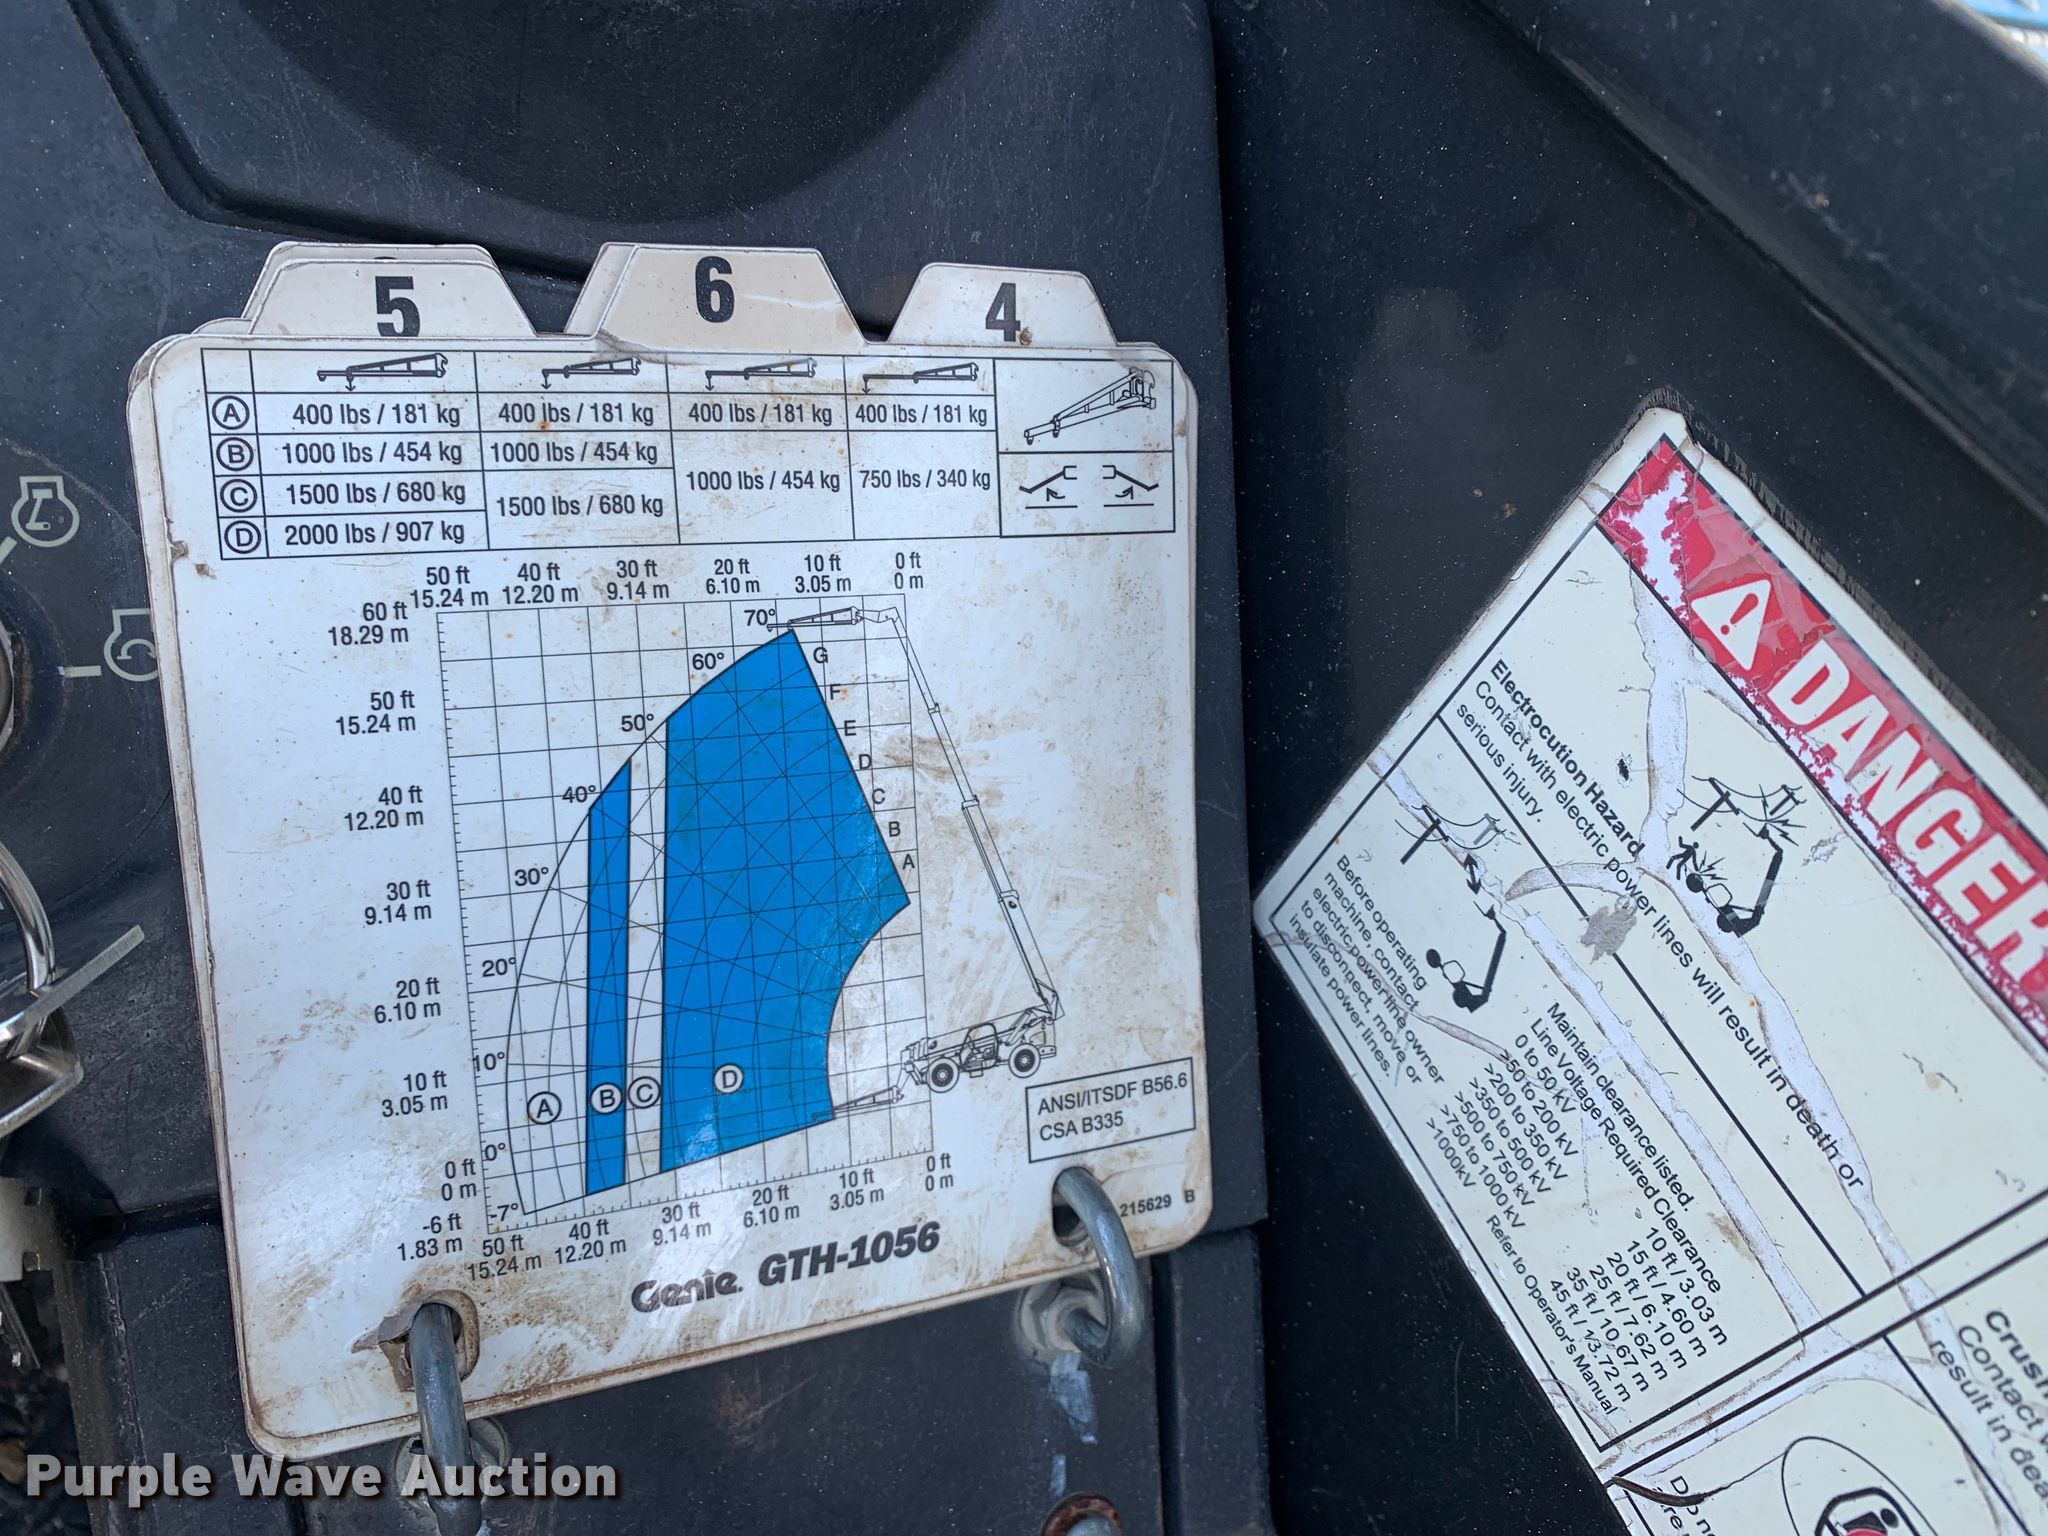 5
6
4
A 400 lbs / 181 kg 400 lbs / 181 kg 400 lbs / 181 kg 400 lbs / 181 kg
B 1000 lbs / 454 kg 1000 lbs / 454 kg
1000 lbs / 454 kg 750 lbs / 340 kg
C 1500 lbs / 680 kg
1500 lbs / 680 kg
D 2000 lbs / 907 kg
50 ft 40 ft 30 ft 20 ft 10 ft 0 ft
15.24 m 12.20 m 9.14 m 6.10 m 3.05 m 0 m
60 ft
18.29 m
50 ft
15.24 m
40 ft
12.20 m
30 ft
9.14 m
20 ft
6.10 m
10 ft
3.05 m
0 ft
0 m
-6 ft
1.83 m
70°
60°
50°
40°
30°
20°
10°
0°
-7°
G
F
E
D
C
B
A
A B C D
50 ft 40 ft 30 ft 20 ft 10 ft 0 ft
15.24 m 12.20 m 9.14 m 6.10 m 3.05 m 0 m
ANSI/ITSDF B56.6
CSA B335
215629 B
Genie GTH-1056
DANGER
Electrocution Hazard
Contact with electric power lines will result in death or
serious injury.
Before operating
machine, contact
electric power line owner
to disconnect, move or
insulate power lines.
Maintain clearance listed.
Line Voltage Required Clearance
0 to 50 kV 10 ft / 3.03 m
>50 to 200 kV 15 ft / 4.60 m
>200 to 350 kV 20 ft / 6.10 m
>350 to 500 kV 25 ft / 7.62 m
>500 to 750 kV 35 ft / 10.67 m
>750 to 1000 kV 45 ft / 13.72 m
>1000kV Refer to Operator's Manual
Contact
result in
Purple Wave Auction